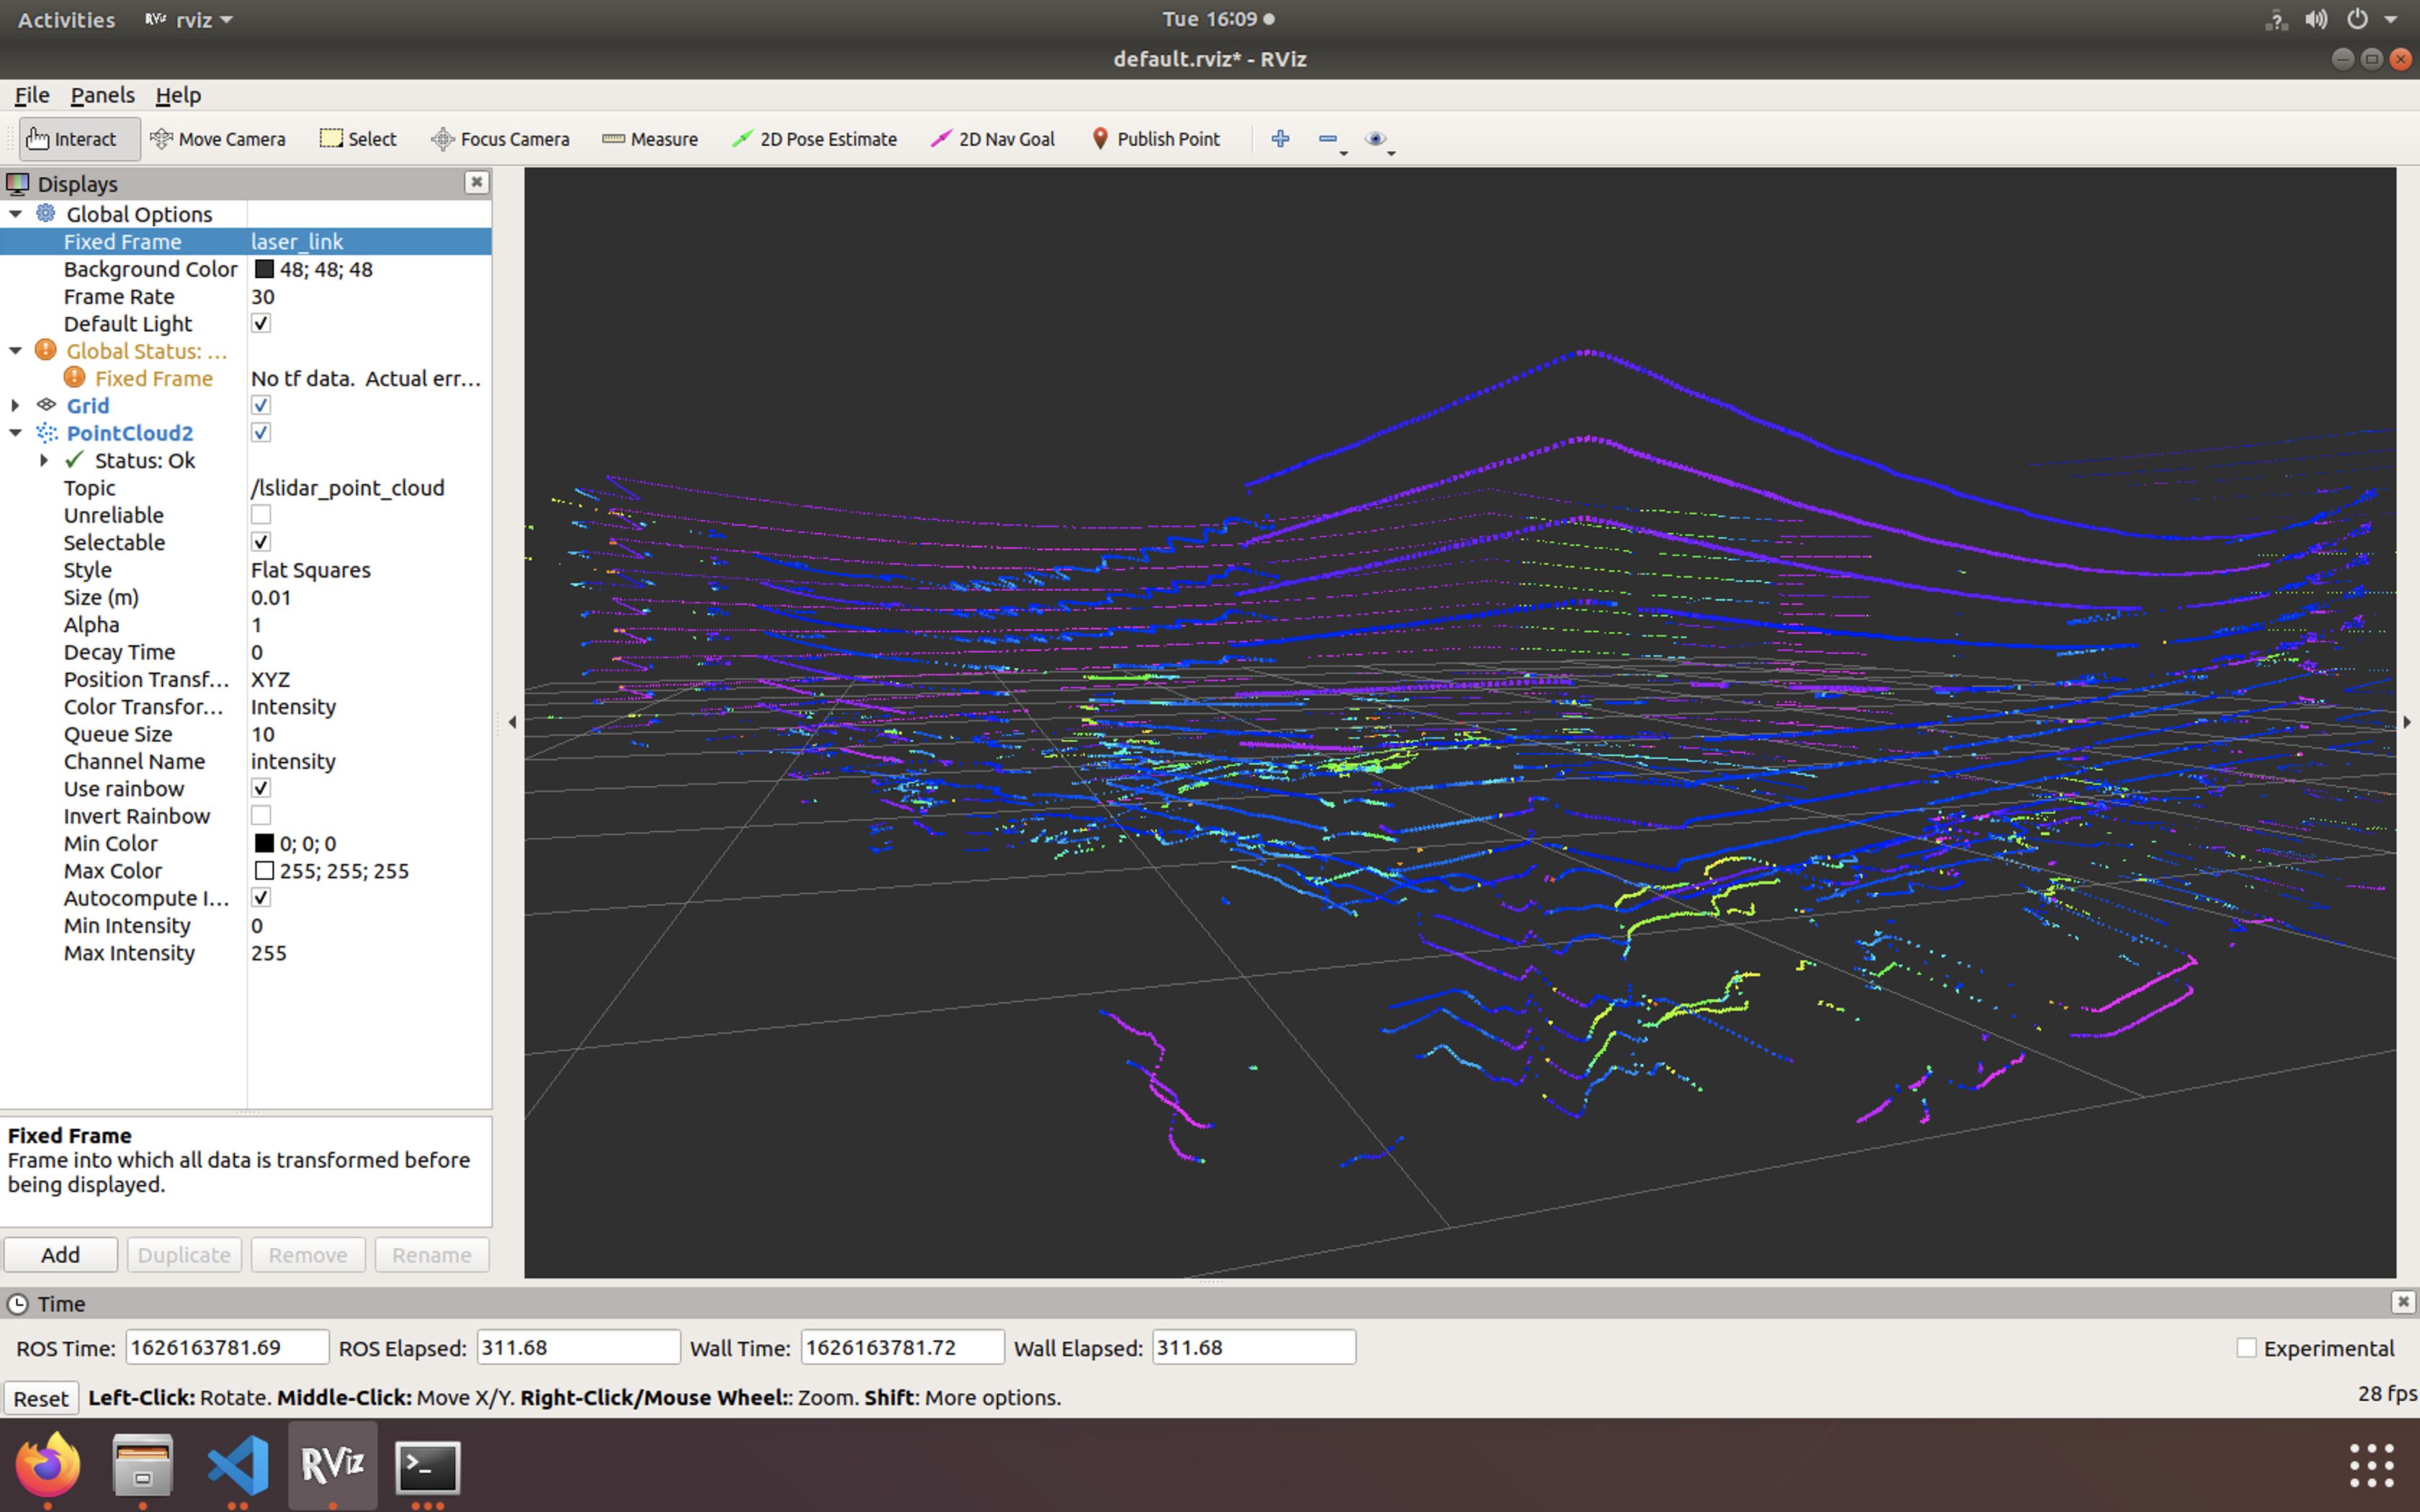 Activities RViz rviz Tue 16:09 ?
default.rviz* - RViz
File Panels Help
Interact Move Camera Select Focus Camera Measure 2D Pose Estimate 2D Nav Goal Publish Point
Displays
Global Options
Fixed Frame laser_link
Background Color 48; 48; 48
Frame Rate 30
Default Light
Global Status: ...
Fixed Frame No tf data. Actual err...
Grid
PointCloud2
Status: Ok
Topic /lslidar_point_cloud
Unreliable
Selectable
Style Flat Squares
Size (m) 0.01
Alpha 1
Decay Time 0
Position Transf... XYZ
Color Transfor... Intensity
Queue Size 10
Channel Name intensity
Use rainbow
Invert Rainbow
Min Color 0; 0; 0
Max Color 255; 255; 255
Autocompute I...
Min Intensity 0
Max Intensity 255
Fixed Frame
Frame into which all data is transformed before
being displayed.
Add Duplicate Remove Rename
Time
ROS Time: 1626163781.69 ROS Elapsed: 311.68 Wall Time: 1626163781.72 Wall Elapsed: 311.68 Experimental
Reset Left-Click: Rotate. Middle-Click: Move X/Y. Right-Click/Mouse Wheel:: Zoom. Shift: More options. 28 fps
RViz >_